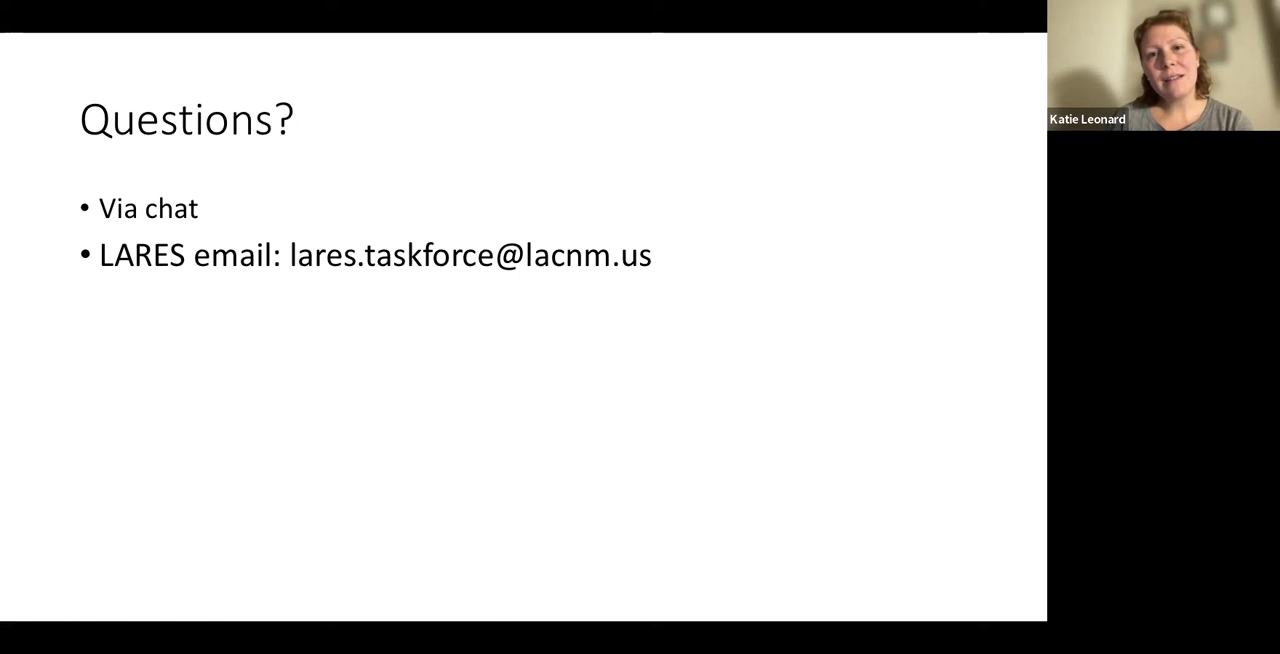 Questions?
• Via chat
• LARES email: lares.taskforce@lacnm.us
Katie Leonard